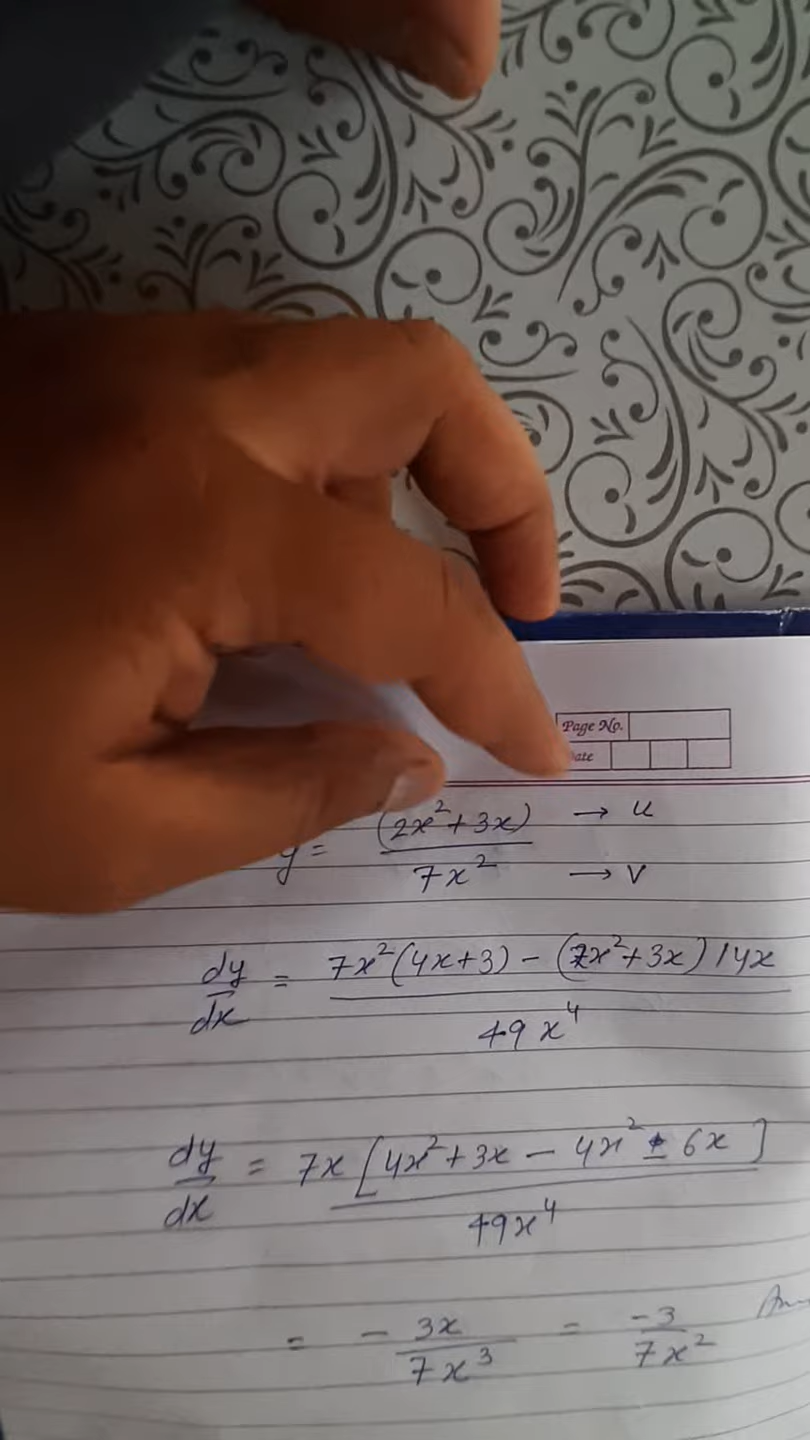 Page No.
Date
y = (2x²+3x) / 7x² → u → v
dy/dx = 7x²(4x+3) - (2x²+3x)14x / 49x⁴
dy/dx = 7x[4x²+3x - 4x² - 6x] / 49x⁴
= - 3x / 7x³ = -3 / 7x²